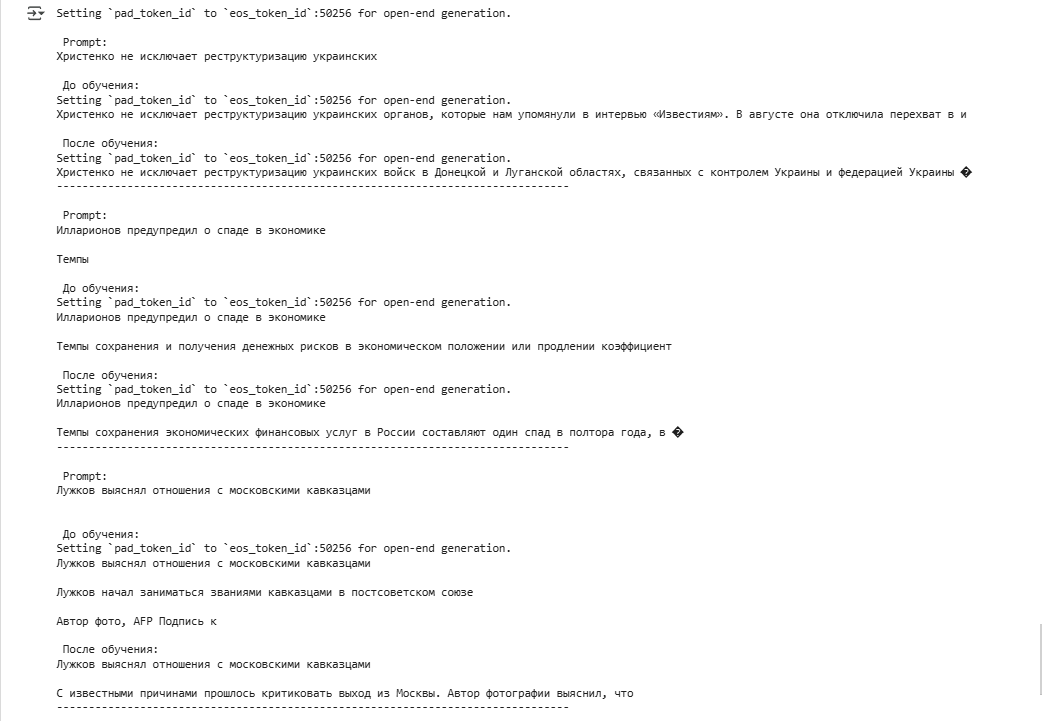 Setting `pad_token_id` to `eos_token_id`:50256 for open-end generation.
Prompt:
Христенко не исключает реструктуризацию украинских
До обучения:
Setting `pad_token_id` to `eos_token_id`:50256 for open-end generation.
Христенко не исключает реструктуризацию украинских органов, которые нам упомянули в интервью «Известиям». В августе она отключила перехват в и
После обучения:
Setting `pad_token_id` to `eos_token_id`:50256 for open-end generation.
Христенко не исключает реструктуризацию украинских войск в Донецкой и Луганской областях, связанных с контролем Украины и федерацией Украины �
--------------------------------------------------------------------------------
Prompt:
Илларионов предупредил о спаде в экономике
Темпы
До обучения:
Setting `pad_token_id` to `eos_token_id`:50256 for open-end generation.
Илларионов предупредил о спаде в экономике
Темпы сохранения и получения денежных рисков в экономическом положении или продлении коэффициент
После обучения:
Setting `pad_token_id` to `eos_token_id`:50256 for open-end generation.
Илларионов предупредил о спаде в экономике
Темпы сохранения экономических финансовых услуг в России составляют один спад в полтора года, в �
--------------------------------------------------------------------------------
Prompt:
Лужков выяснял отношения с московскими кавказцами
До обучения:
Setting `pad_token_id` to `eos_token_id`:50256 for open-end generation.
Лужков выяснял отношения с московскими кавказцами
Лужков начал заниматься званиями кавказцами в постсоветском союзе
Автор фото, AFP Подпись к
После обучения:
Лужков выяснял отношения с московскими кавказцами
С известными причинами прошлось критиковать выход из Москвы. Автор фотографии выяснил, что
--------------------------------------------------------------------------------